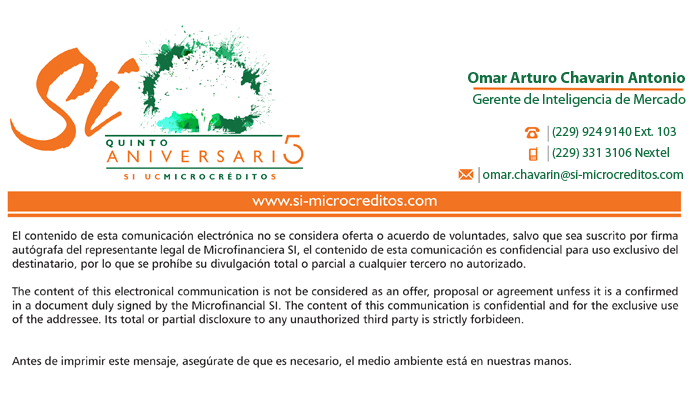 Sí
QUINTO
ANIVERSARI5
SI UCMICROCRÉDITOS
Omar Arturo Chavarin Antonio
Gerente de Inteligencia de Mercado
(229) 924 9140 Ext. 103
(229) 331 3106 Nextel
omar.chavarin@si-microcreditos.com
www.si-microcreditos.com
El contenido de esta comunicación electrónica no se considera oferta o acuerdo de voluntades, salvo que sea suscrito por firma
autógrafa del representante legal de Microfinanciera SI, el contenido de esta comunicación es confidencial para uso exclusivo del
destinatario, por lo que se prohíbe su divulgación total o parcial a cualquier tercero no autorizado.
The content of this electronical communication is not be considered as an offer, proposal or agreement unfess it is a confirmed
in a document duly signed by the Microfinancial SI. The content of this communication is confidential and for the exclusive use
of the addressee. Its total or partial discloxure to any unauthorized third party is strictly forbideen.
Antes de imprimir este mensaje, asegúrate de que es necesario, el medio ambiente está en nuestras manos.